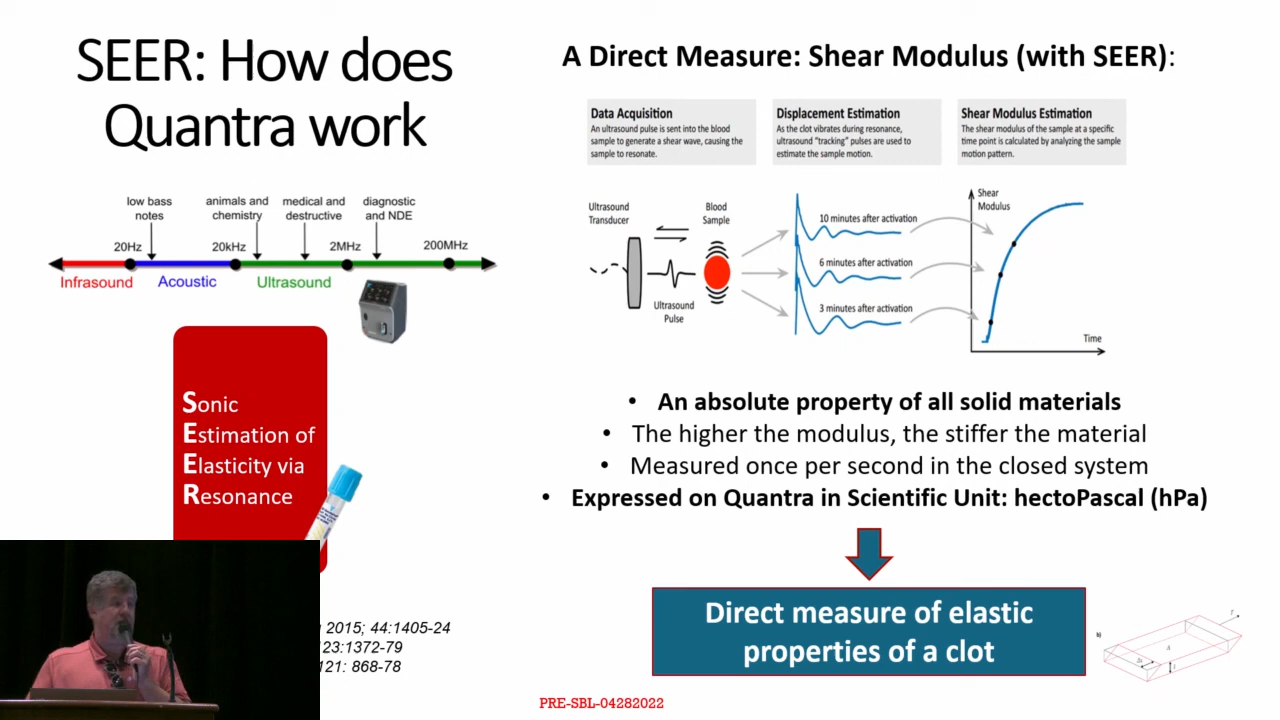 SEER: How does
Quantra work
low bass
notes
animals and
chemistry
medical and
destructive
diagnostic
and NDE
20Hz
20kHz
2MHz
200MHz
Infrasound
Acoustic
Ultrasound
Sonic
Estimation of
Elasticity via
Resonance
2015; 44:1405-24
23:1372-79
121: 868-78
A Direct Measure: Shear Modulus (with SEER):
Data Acquisition
An ultrasound pulse is sent into the blood
sample to generate a shear wave, causing the
sample to resonate.
Displacement Estimation
As the clot vibrates during resonance,
ultrasound "tracking" pulses are used to
estimate the sample motion.
Shear Modulus Estimation
The shear modulus of the sample at a specific
time point is calculated by analyzing the sample
motion pattern.
Ultrasound
Transducer
Blood
Sample
Ultrasound
Pulse
10 minutes after activation
6 minutes after activation
3 minutes after activation
Shear
Modulus
Time
• An absolute property of all solid materials
• The higher the modulus, the stiffer the material
• Measured once per second in the closed system
• Expressed on Quantra in Scientific Unit: hectoPascal (hPa)
Direct measure of elastic
properties of a clot
PRE-SBL-04282022